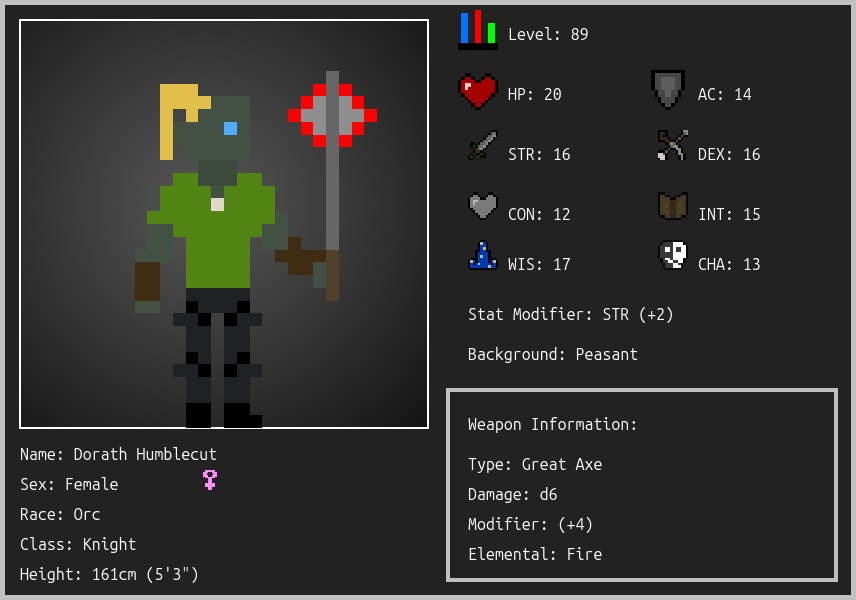 Level: 89
HP: 20
AC: 14
STR: 16
DEX: 16
CON: 12
INT: 15
WIS: 17
CHA: 13
Stat Modifier: STR (+2)
Background: Peasant
Weapon Information:
Type: Great Axe
Damage: d6
Modifier: (+4)
Elemental: Fire
Name: Dorath Humblecut
Sex: Female
Race: Orc
Class: Knight
Height: 161cm (5'3")